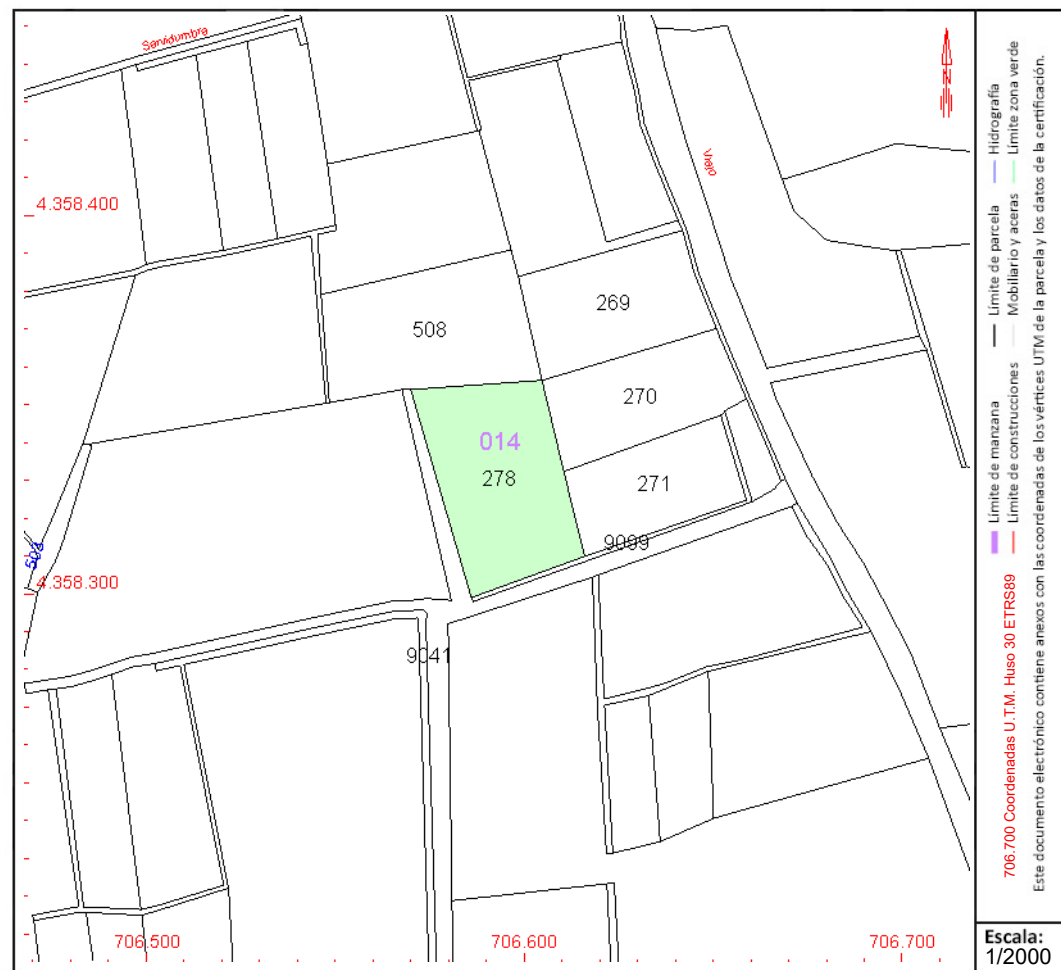 Servidumbra
4.358.400
269
508
270
014
278
271
9099
503
4.358.300
9041
706.500
706.600
706.700
N
Límite de manzana
Límite de parcela
Hidrografía
Límite de construcciones
Mobiliario y aceras
Límite zona verde
706.700 Coordenadas U.T.M. Huso 30 ETRS89
Este documento electrónico contiene anexos con las coordenadas de los vértices UTM de la parcela y los datos de la certificación.
Escala:
1/2000